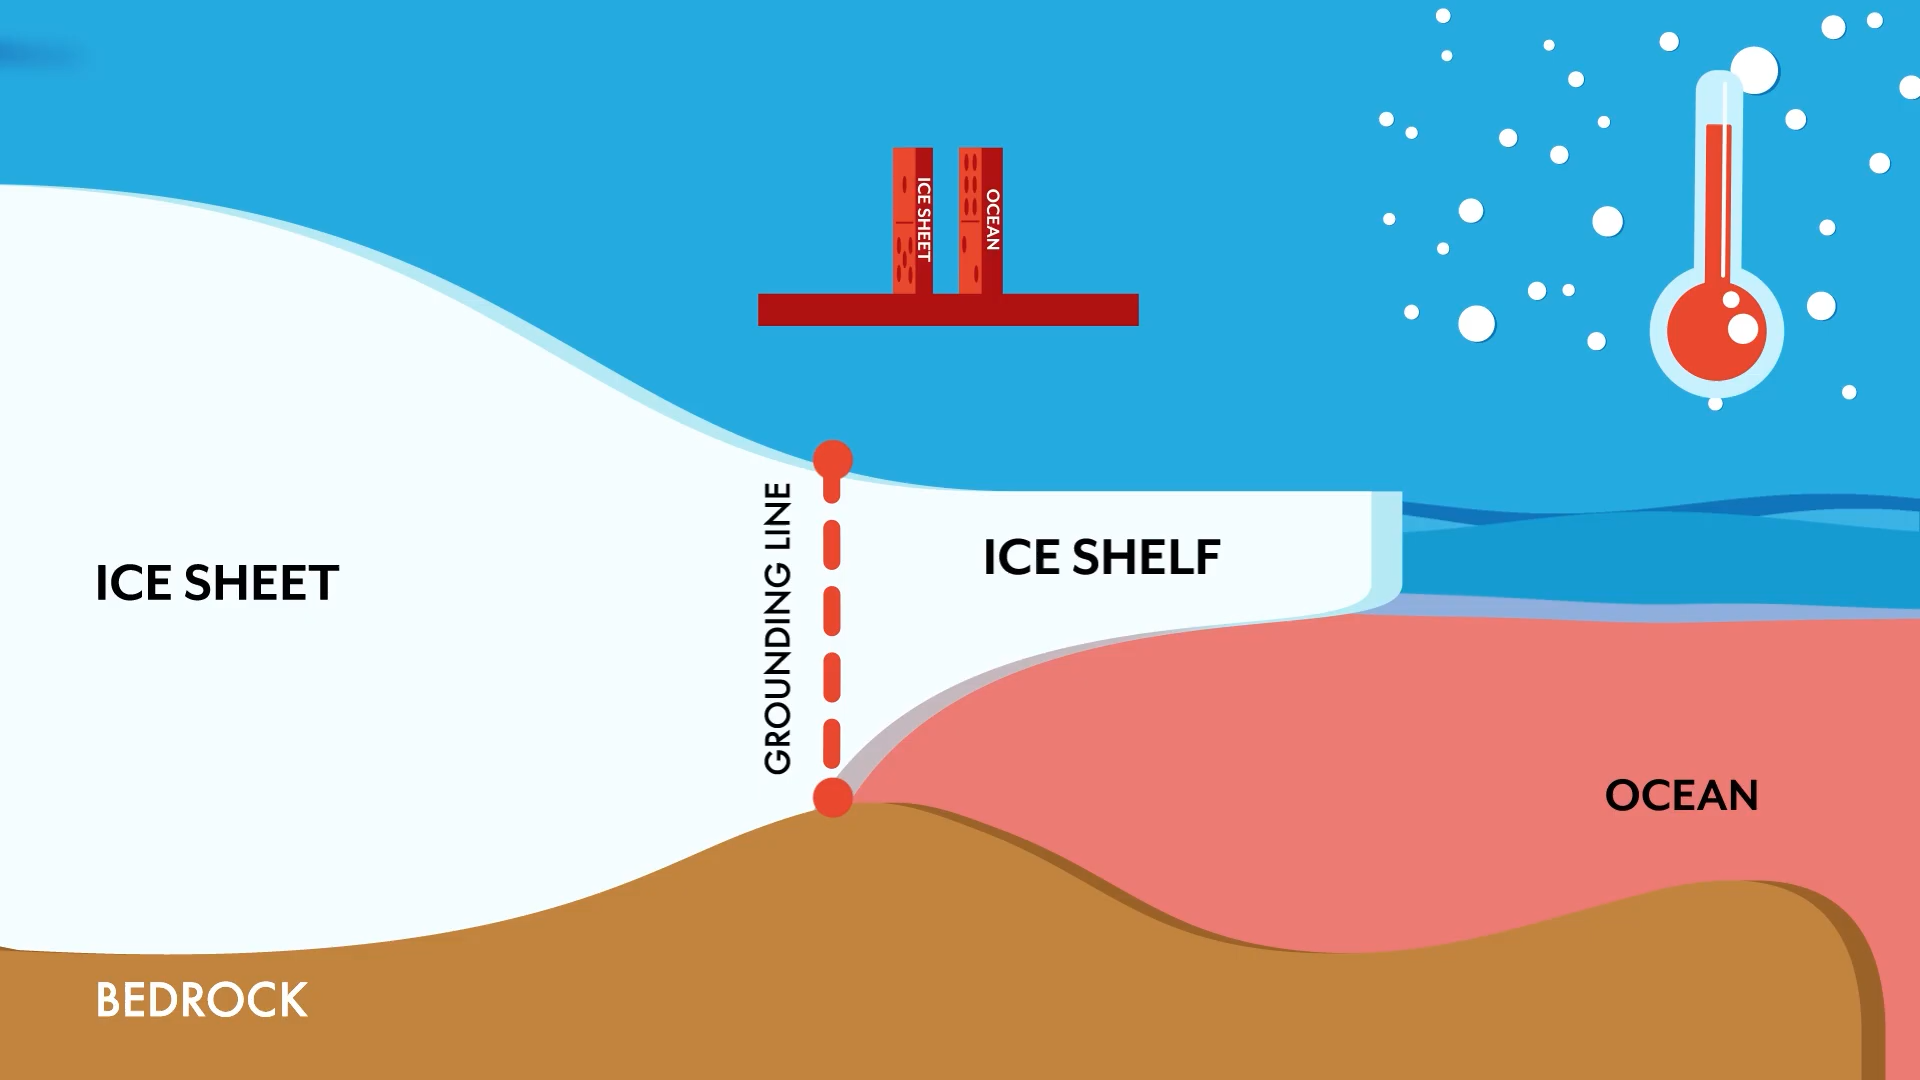 ICE SHEET
OCEAN
GROUNDING LINE
ICE SHELF
ICE SHEET
OCEAN
BEDROCK